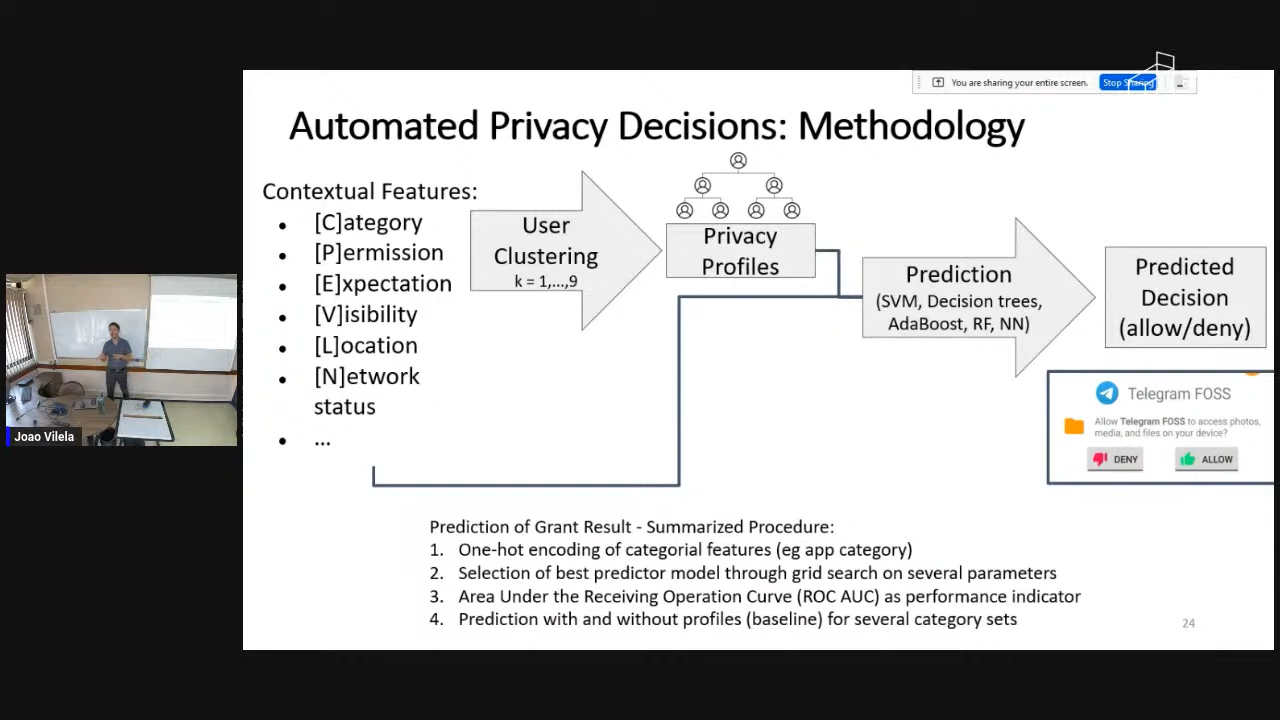 You are sharing your entire screen.
Stop Sharing
Automated Privacy Decisions: Methodology
Contextual Features:
[C]ategory
[P]ermission
[E]xpectation
[V]isibility
[L]ocation
[N]etwork
status
...
User
Clustering
k = 1,...,9
Privacy
Profiles
Prediction
(SVM, Decision trees,
AdaBoost, RF, NN)
Predicted
Decision
(allow/deny)
Telegram FOSS
Allow Telegram FOSS to access photos,
media, and files on your device?
DENY
ALLOW
Joao Vilela
Prediction of Grant Result - Summarized Procedure:
1. One-hot encoding of categorial features (eg app category)
2. Selection of best predictor model through grid search on several parameters
3. Area Under the Receiving Operation Curve (ROC AUC) as performance indicator
4. Prediction with and without profiles (baseline) for several category sets
24